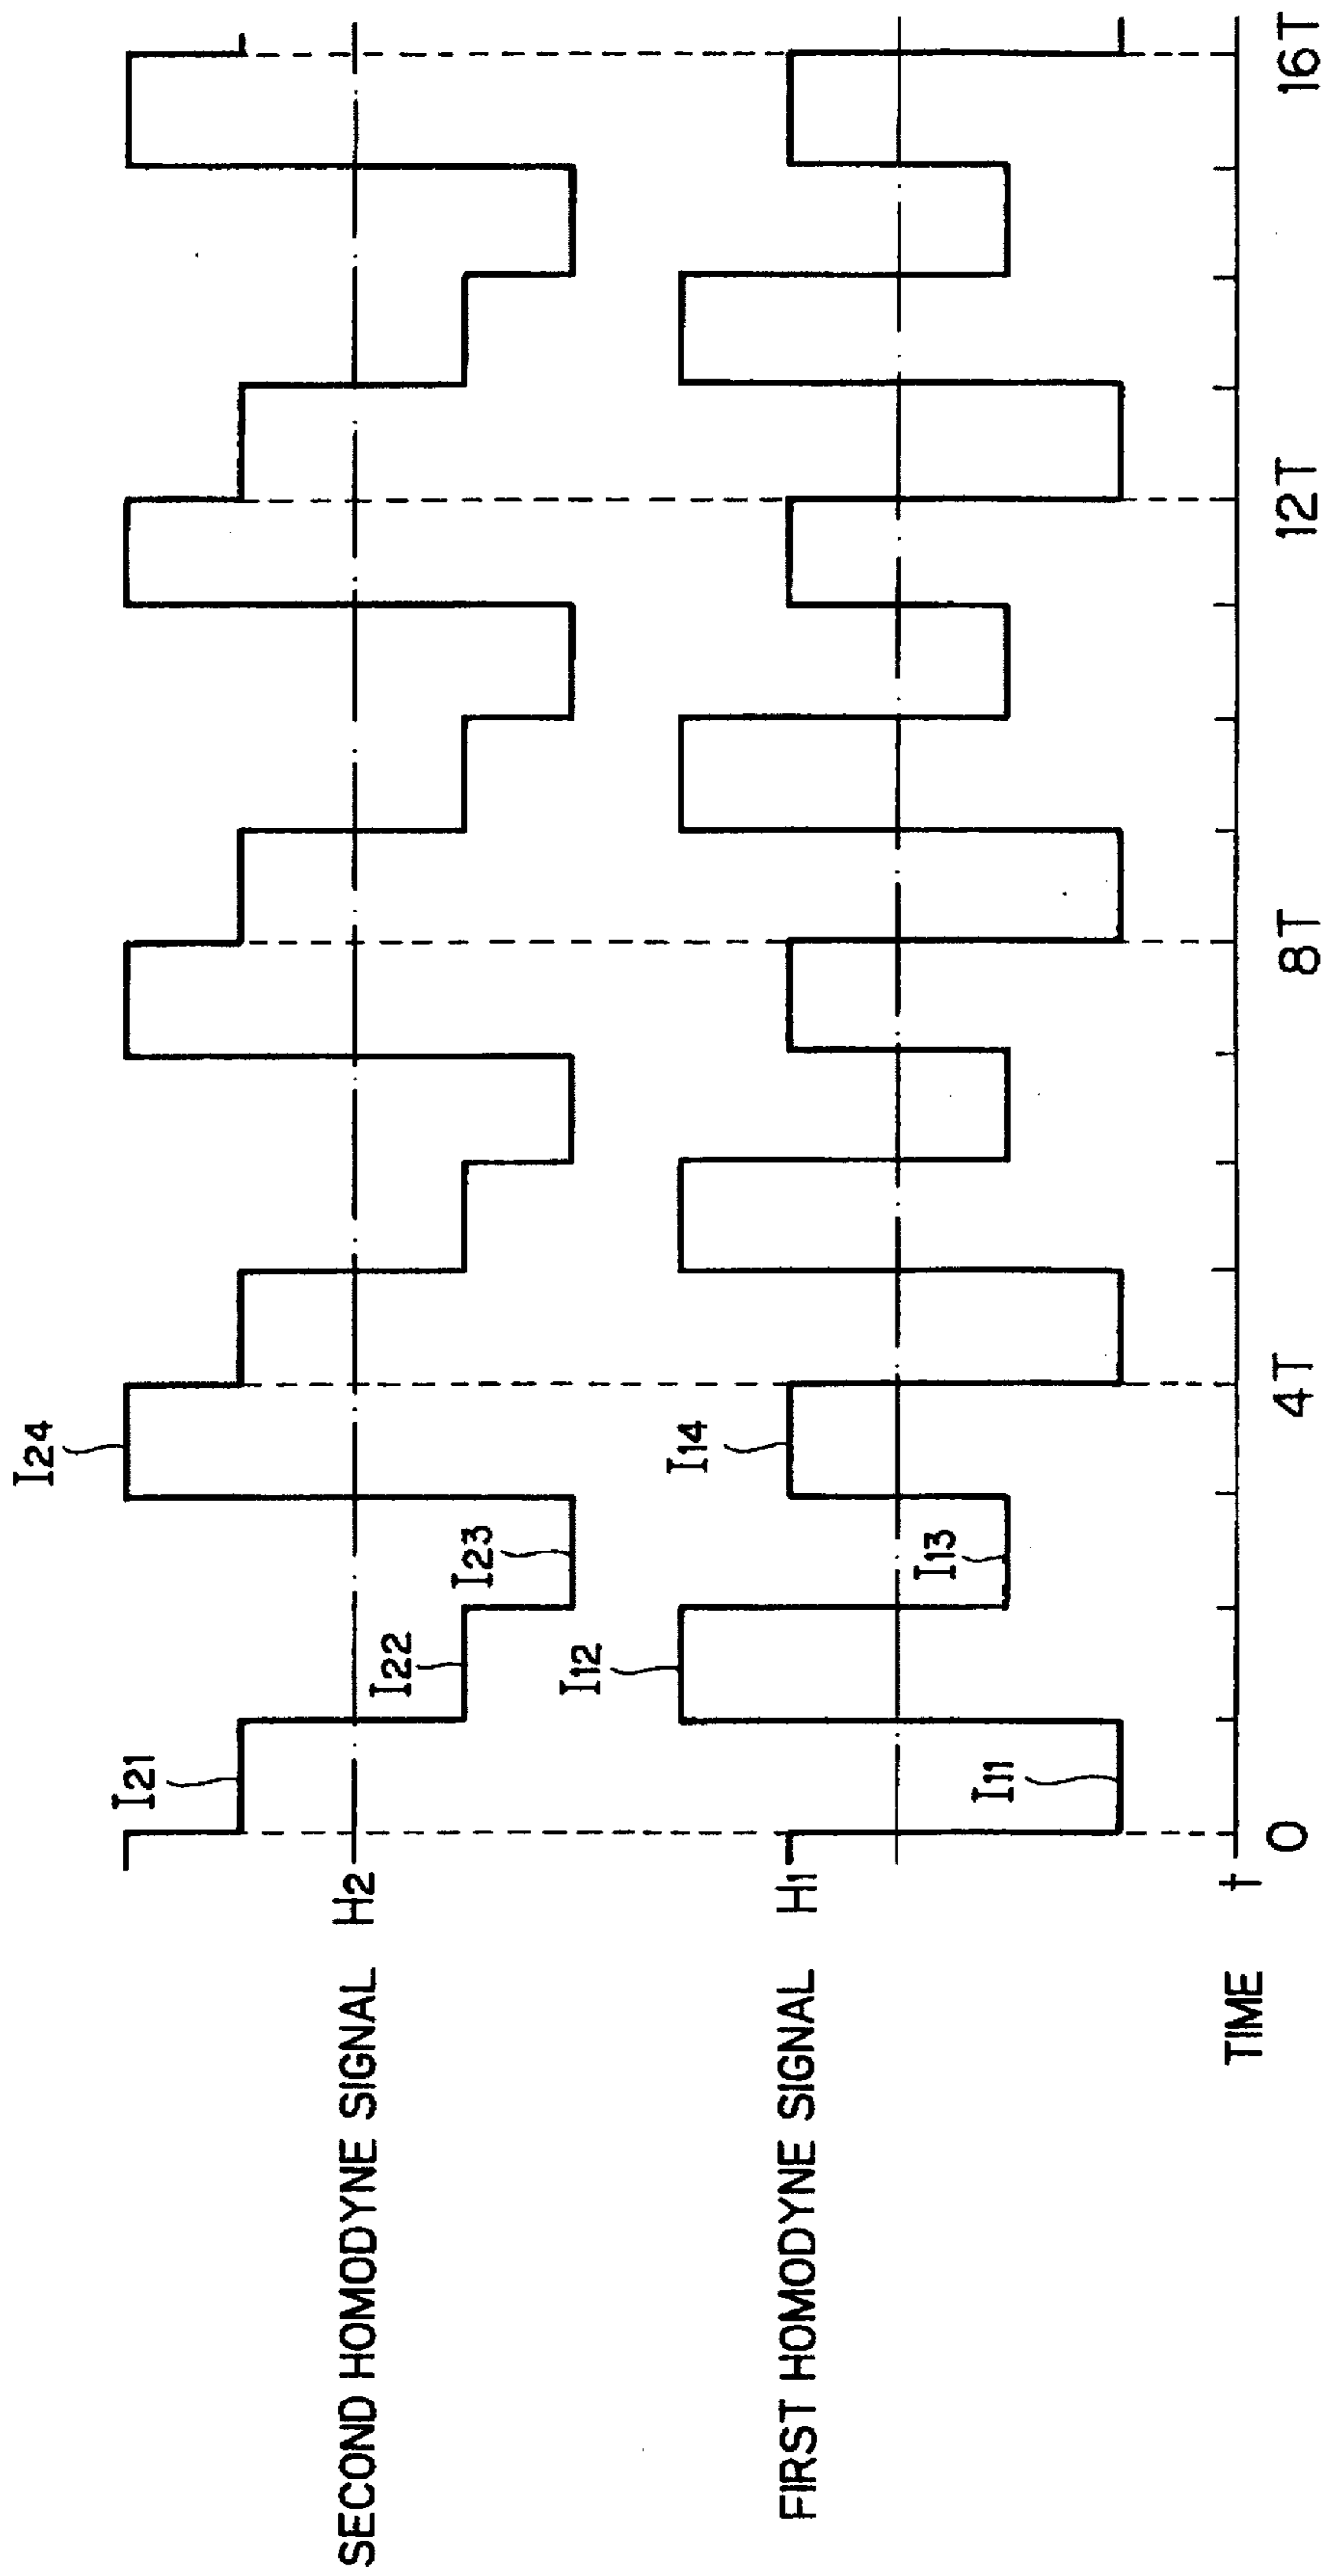 I24
I21
I22
I23
SECOND HOMODYNE SIGNAL H2
I12
I14
I11
I13
FIRST HOMODYNE SIGNAL H1
TIME t
0 4T 8T 12T 16T